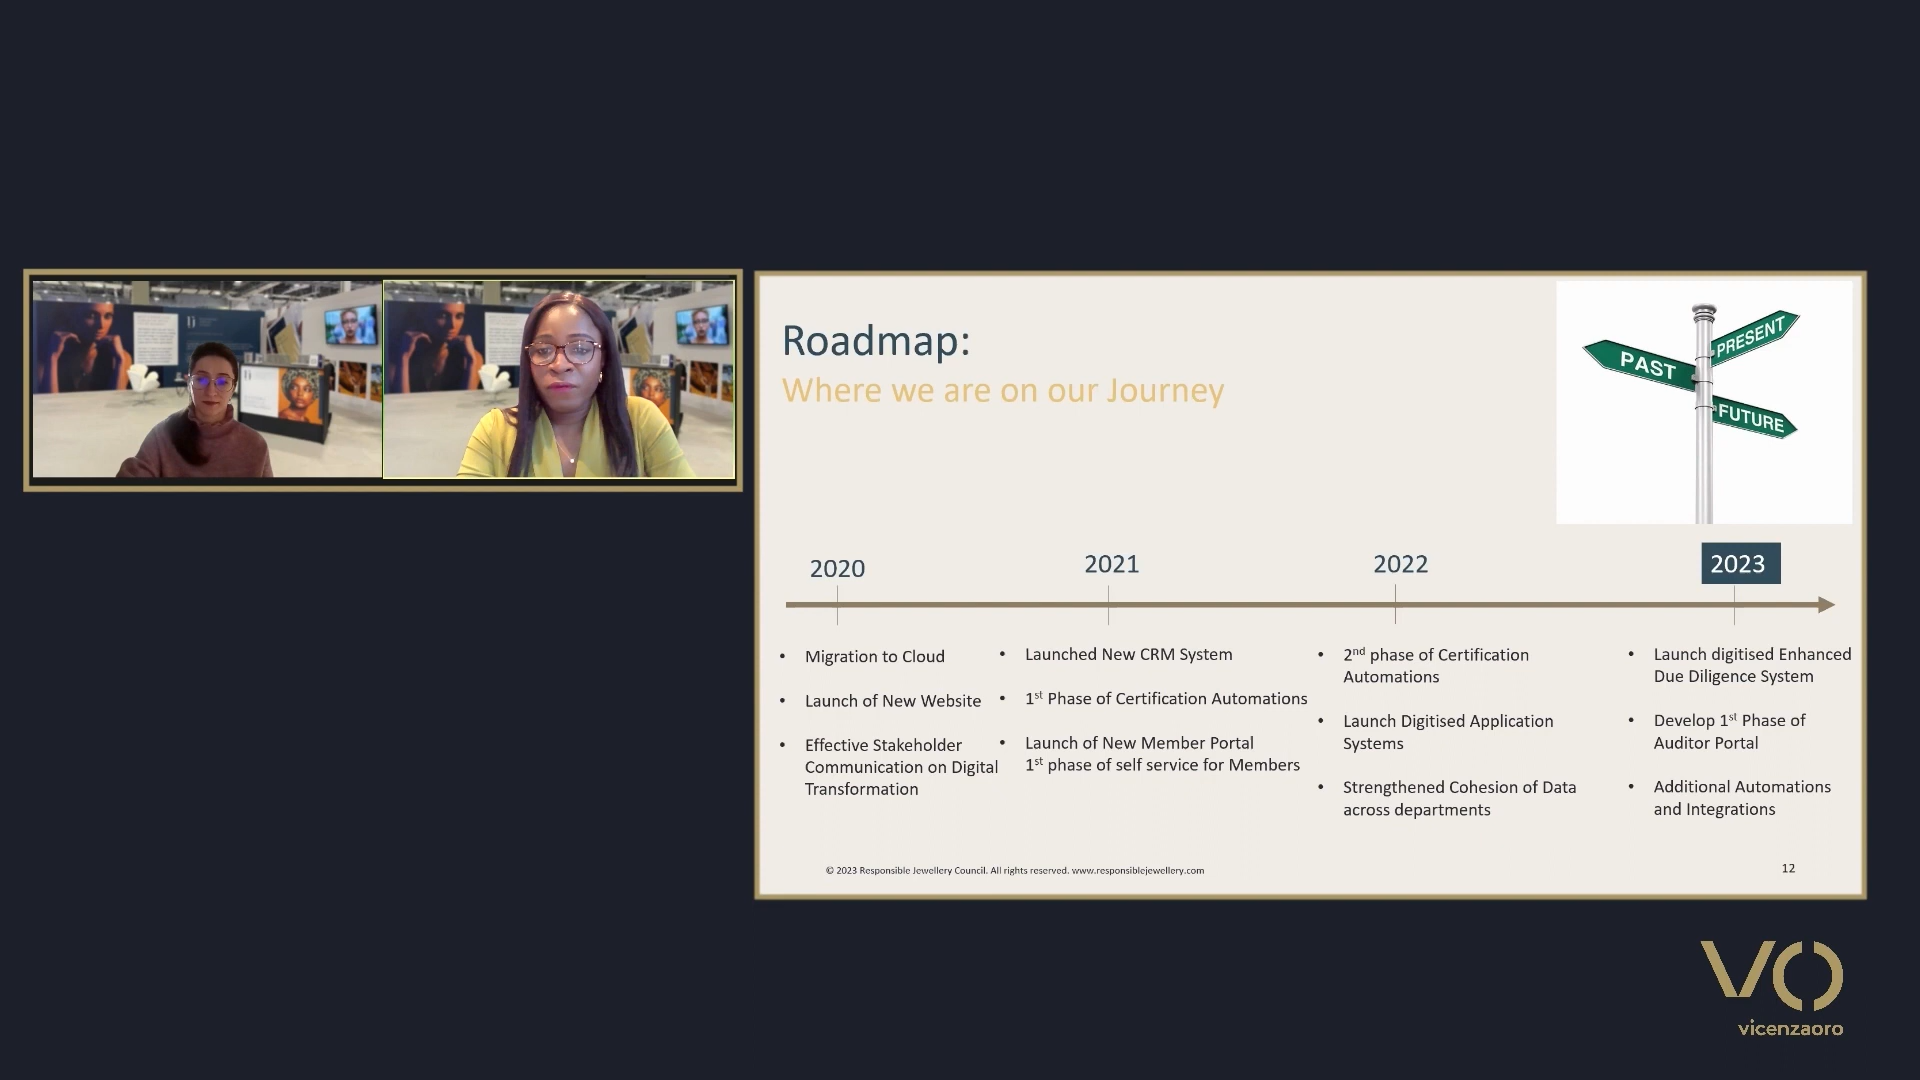 Roadmap:
Where we are on our Journey
PAST
PRESENT
FUTURE
2020
2021
2022
2023
• Migration to Cloud
• Launch of New Website
• Effective Stakeholder
Communication on Digital
Transformation
• Launched New CRM System
• 1st Phase of Certification Automations
• Launch of New Member Portal
1st phase of self service for Members
• 2nd phase of Certification
Automations
• Launch Digitised Application
Systems
• Strengthened Cohesion of Data
across departments
• Launch digitised Enhanced
Due Diligence System
• Develop 1st Phase of
Auditor Portal
• Additional Automations
and Integrations
© 2023 Responsible Jewellery Council. All rights reserved. www.responsiblejewellery.com
12
VO
vicenzaoro